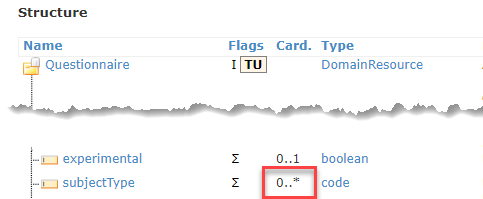 Structure
Name Flags Card. Type
Questionnaire I TU DomainResource
experimental Σ 0..1 boolean
subjectType Σ 0..* code